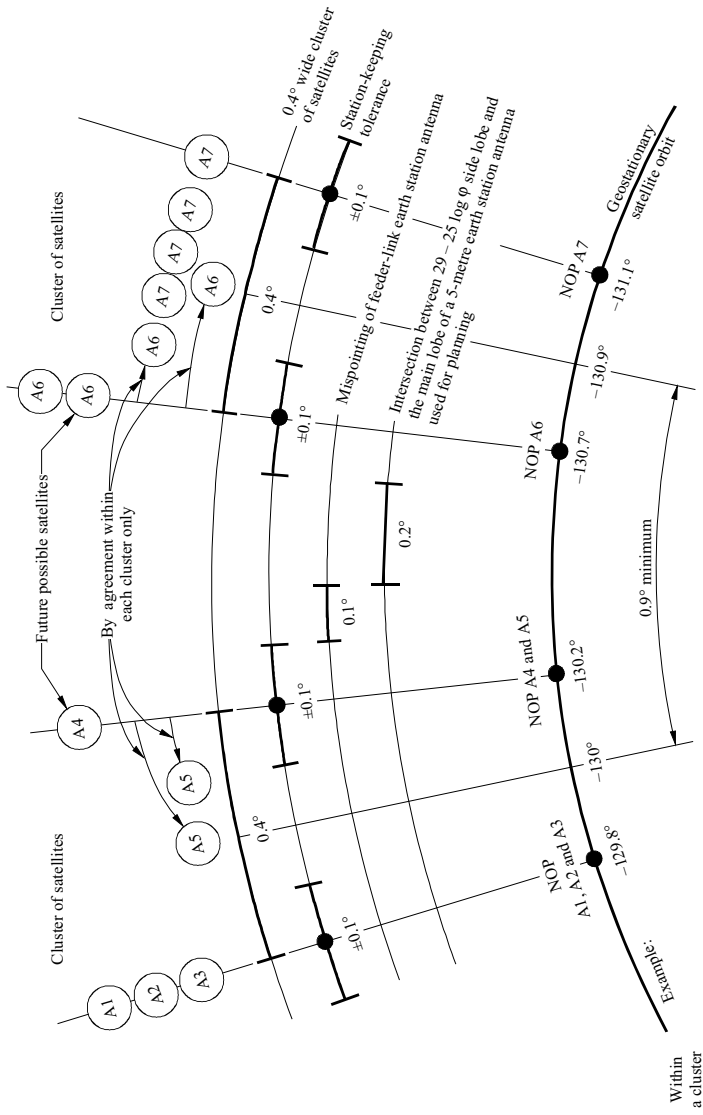 Cluster of satellites
Cluster of satellites
Future possible satellites
By agreement within
each cluster only
A1
A2
A3
A5
A5
A4
A6
A6
A6
A6
A7
A7
A7
A7
0.4°
0.4°
0.4° wide cluster
of satellites
±0.1°
±0.1°
±0.1°
±0.1°
Station-keeping
tolerance
0.1°
Mispointing of feeder-link earth station antenna
0.2°
Intersection between 29 – 25 log φ side lobe and
the main lobe of a 5-metre earth station antenna
used for planning
NOP
A1, A2 and A3
NOP A4 and A5
NOP A6
NOP A7
Geostationary
satellite orbit
Example:
–129.8°
–130°
–130.2°
–130.7°
–130.9°
–131.1°
0.9° minimum
Within
a cluster